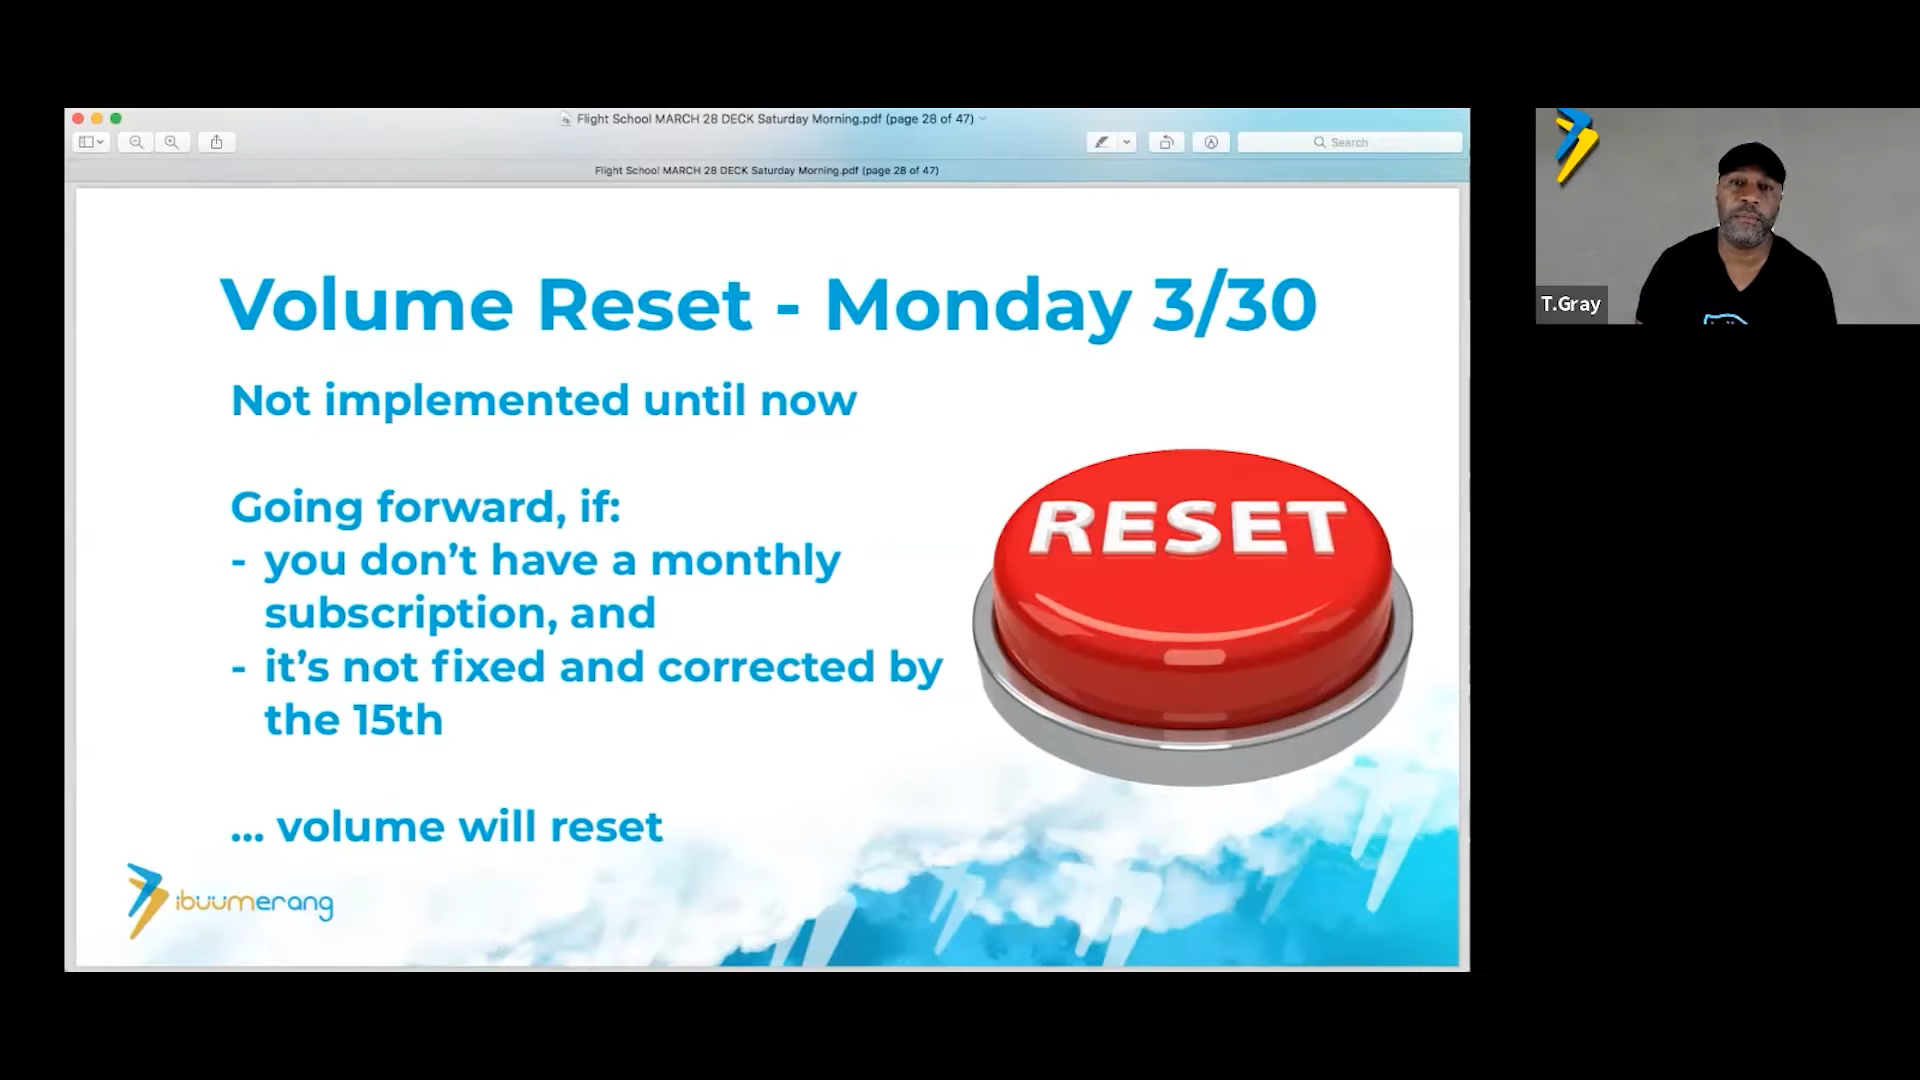 Flight School MARCH 28 DECK Saturday Morning.pdf (page 28 of 47)
Search
Flight School MARCH 28 DECK Saturday Morning.pdf (page 28 of 47)
Volume Reset - Monday 3/30
Not implemented until now
Going forward, if:
- you don’t have a monthly
subscription, and
- it’s not fixed and corrected by
the 15th
... volume will reset
RESET
ibuumerang
T.Gray